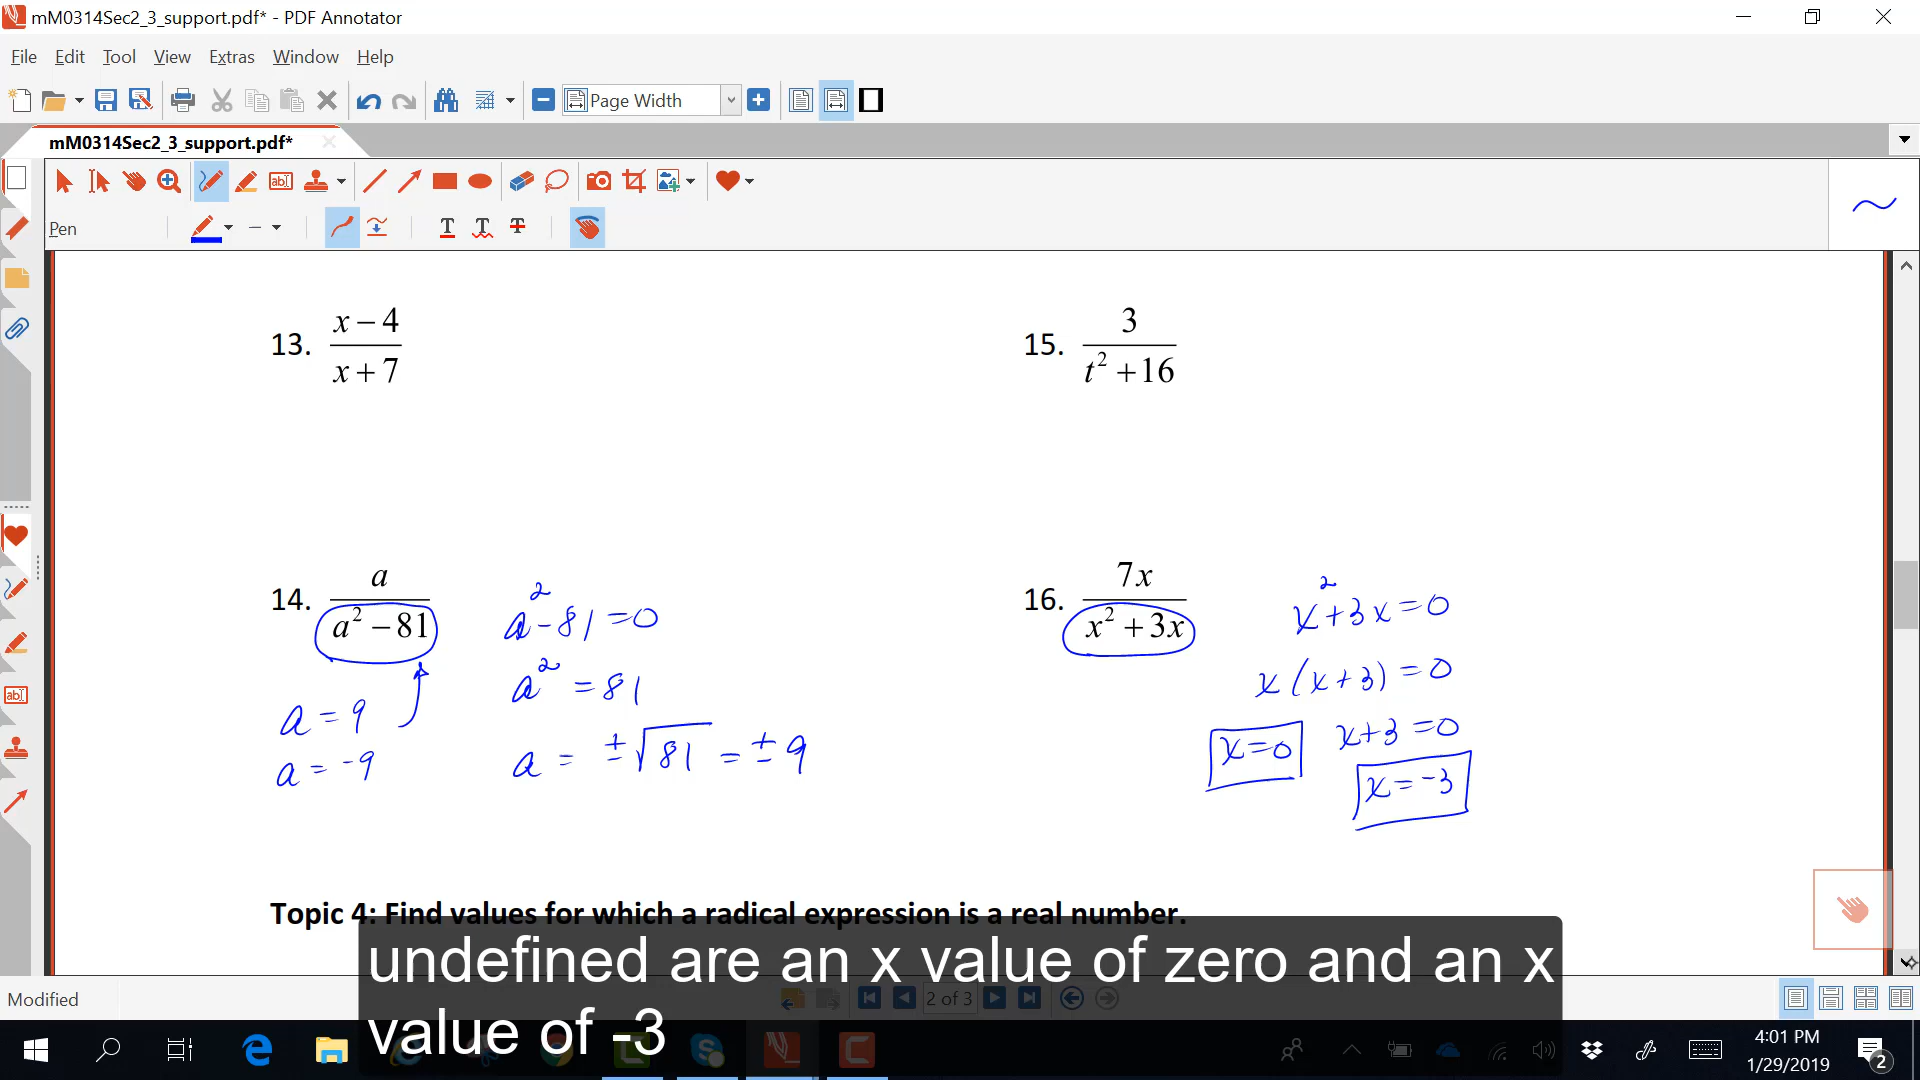 mM0314Sec2_3_support.pdf* - PDF Annotator
File Edit Tool View Extras Window Help
Page Width
mM0314Sec2_3_support.pdf*
Pen
13. x − 4 / x + 7
15. 3 / t² + 16
14. a / a² − 81
a² - 81 = 0
a² = 81
a = ± √81 = ± 9
a = 9
a = -9
16. 7x / x² + 3x
x² + 3x = 0
x (x + 3) = 0
x = 0
x + 3 = 0
x = -3
Topic 4: Find values for which a radical expression is a real number.
undefined are an x value of zero and an x
value of -3
Modified
2 of 3
4:01 PM
1/29/2019
2